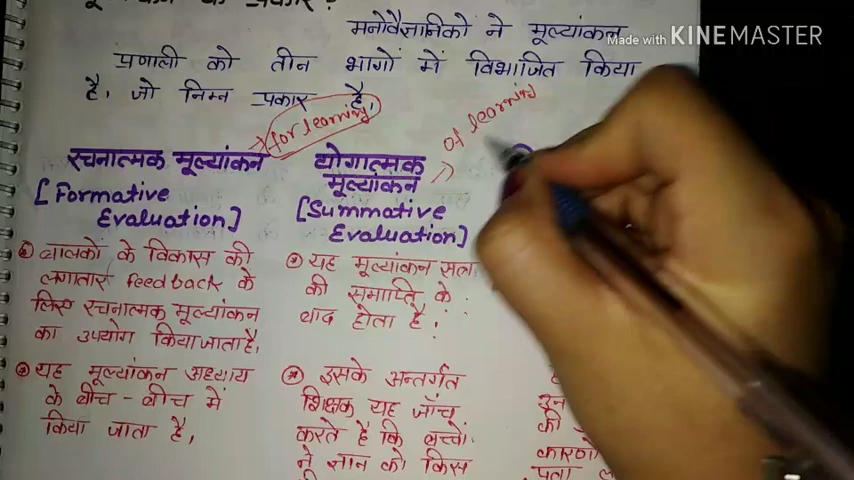 के प्रकार?
मनोवैज्ञानिकों ने मूल्यांकन
Made with KINEMASTER
प्रणाली को तीन भागों में विभाजित किया
है, जो निम्न प्रकार है,
for learning
of learning
रचनात्मक मूल्यांकन
[Formative
Evaluation]
योगात्मक
मूल्यांकन
[Summative
Evaluation]
बालकों के विकास की
लगातार feedback के
लिए रचनात्मक मूल्यांकन
का उपयोग किया जाता है,
यह मूल्यांकन अध्याय
के बीच-बीच में
किया जाता है,
यह मूल्यांकन
की समाप्ति के
बाद होता है।
इसके अन्तर्गत
शिक्षक यह जाँच
करते है कि बच्चों
ने ज्ञान को किस
की